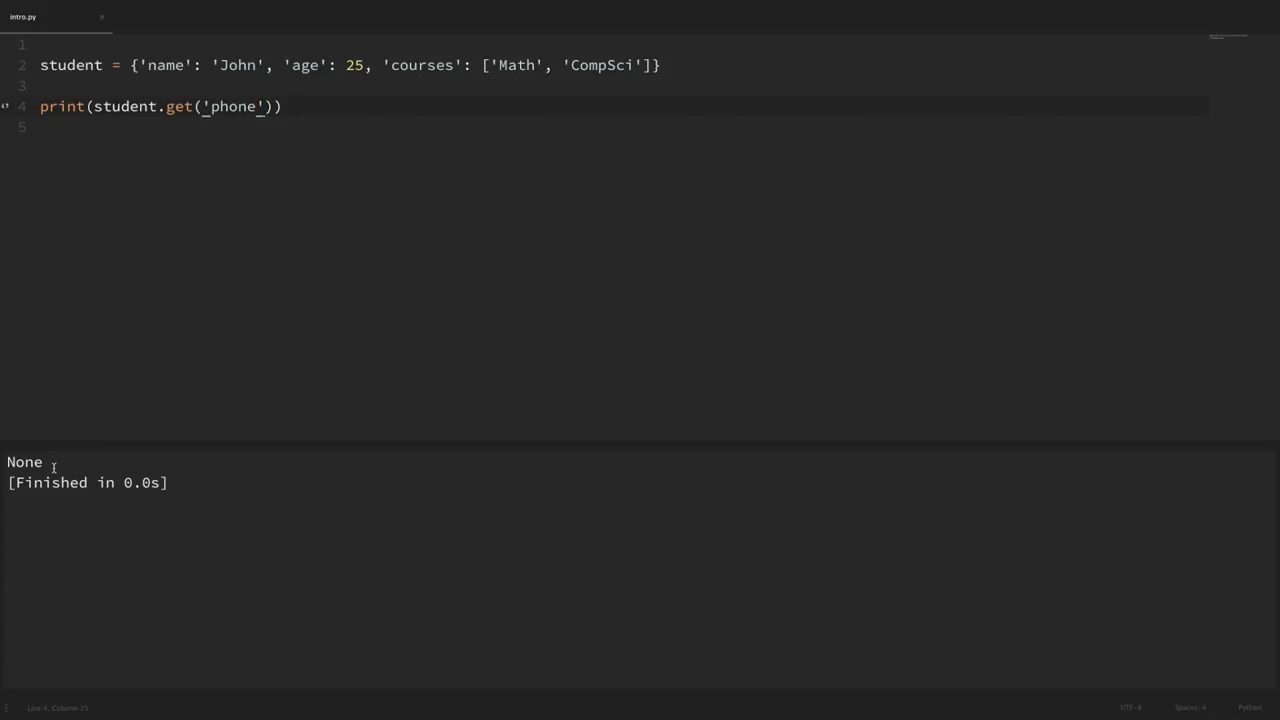 intro.py ×
1
2 student = {'name': 'John', 'age': 25, 'courses': ['Math', 'CompSci']}
3
4 print(student.get('phone'))
5
None
[Finished in 0.0s]
Line 4, Column 25 UTF-8 Spaces: 4 Python